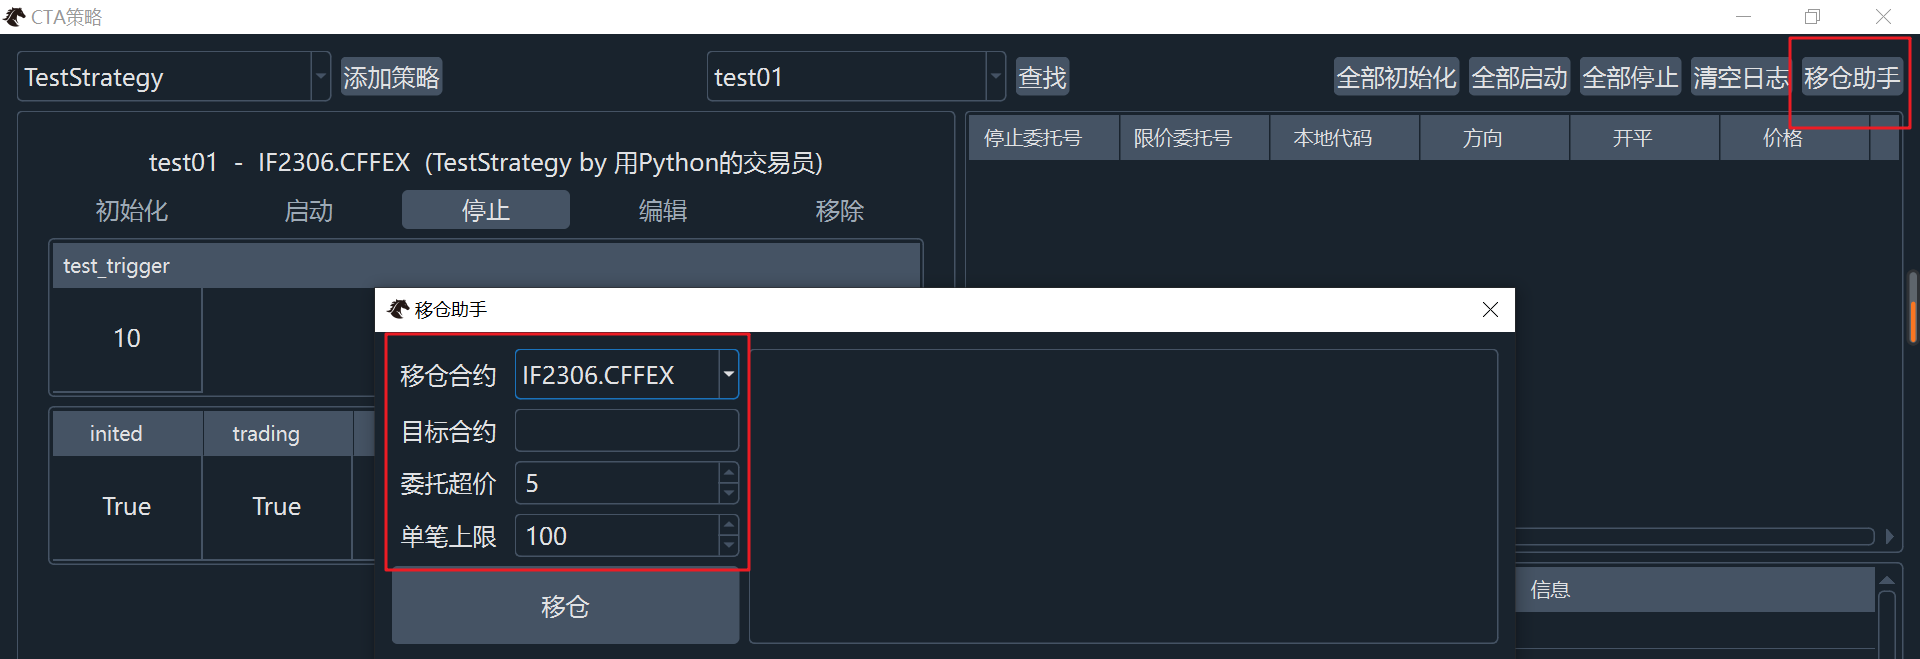 CTA策略
TestStrategy 添加策略 test01 查找 全部初始化 全部启动 全部停止 清空日志 移仓助手
test01 - IF2306.CFFEX (TestStrategy by 用Python的交易员)
初始化 启动 停止 编辑 移除
test_trigger
10
inited trading
True True
停止委托号 限价委托号 本地代码 方向 开平 价格
移仓助手
移仓合约 IF2306.CFFEX
目标合约
委托超价 5
单笔上限 100
移仓
信息